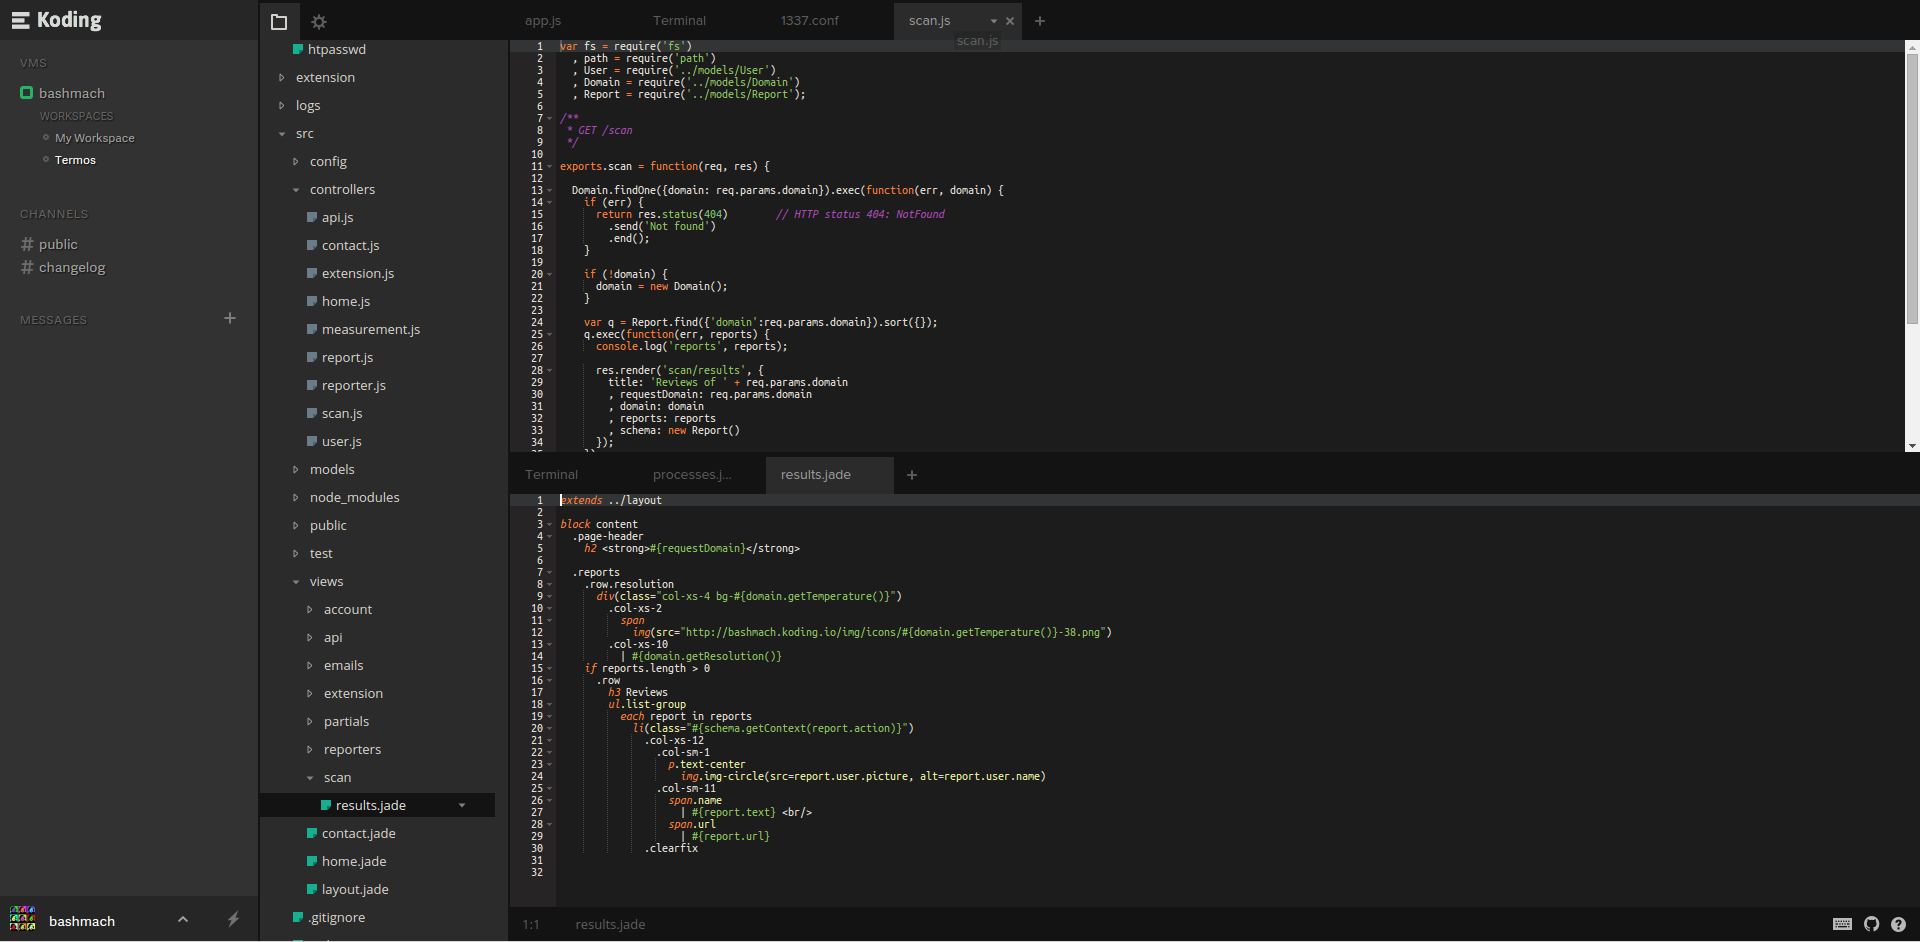 Koding
VMS
bashmach
WORKSPACES
My Workspace
Termos
CHANNELS
# public
# changelog
MESSAGES +
bashmach
htpasswd
extension
logs
src
config
controllers
api.js
contact.js
extension.js
home.js
measurement.js
report.js
reporter.js
scan.js
user.js
models
node_modules
public
test
views
account
api
emails
extension
partials
reporters
scan
results.jade
contact.jade
home.jade
layout.jade
.gitignore
app.js Terminal 1337.conf scan.js × +
scan.js
1 var fs = require('fs')
2 , path = require('path')
3 , User = require('../models/User')
4 , Domain = require('../models/Domain')
5 , Report = require('../models/Report');
6
7 /**
8 * GET /scan
9 */
10
11 exports.scan = function(req, res) {
12
13 Domain.findOne({domain: req.params.domain}).exec(function(err, domain) {
14 if (err) {
15 return res.status(404) // HTTP status 404: NotFound
16 .send('Not found')
17 .end();
18 }
19
20 if (!domain) {
21 domain = new Domain();
22 }
23
24 var q = Report.find({'domain':req.params.domain}).sort({});
25 q.exec(function(err, reports) {
26 console.log('reports', reports);
27
28 res.render('scan/results', {
29 title: 'Reviews of ' + req.params.domain
30 , requestDomain: req.params.domain
31 , domain: domain
32 , reports: reports
33 , schema: new Report()
34 });
Terminal processes.j... results.jade +
1 extends ../layout
2
3 block content
4 .page-header
5 h2 <strong>#{requestDomain}</strong>
6
7 .reports
8 .row.resolution
9 div(class="col-xs-4 bg-#{domain.getTemperature()}")
10 .col-xs-2
11 span
12 img(src="http://bashmach.koding.io/img/icons/#{domain.getTemperature()}-38.png")
13 .col-xs-10
14 | #{domain.getResolution()}
15 if reports.length > 0
16 .row
17 h3 Reviews
18 ul.list-group
19 each report in reports
20 li(class="#{schema.getContext(report.action)}")
21 .col-xs-12
22 .col-sm-1
23 p.text-center
24 img.img-circle(src=report.user.picture, alt=report.user.name)
25 .col-sm-11
26 span.name
27 | #{report.text} <br/>
28 span.url
29 | #{report.url}
30 .clearfix
31
32
1:1 results.jade